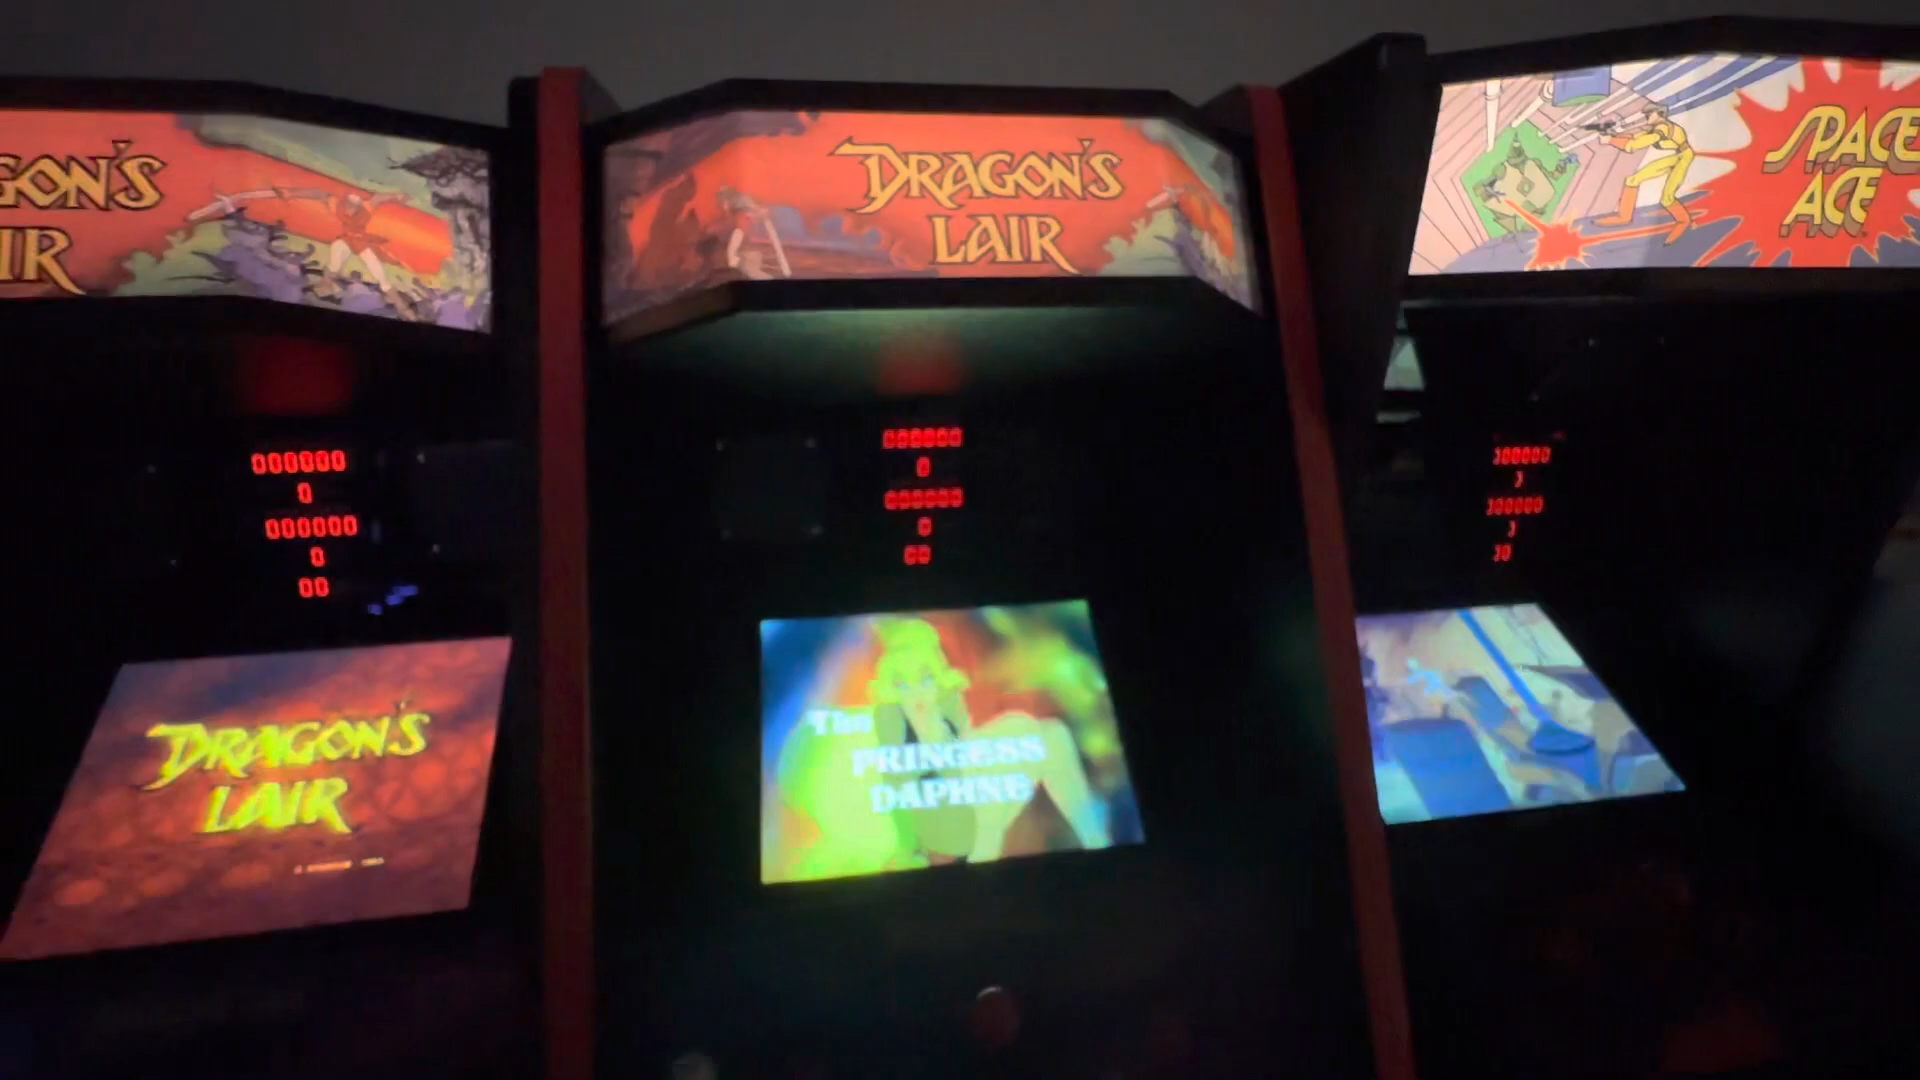 GON'S
IR
DRAGON'S
LAIR
SPACE
ACE
000000
0
000000
0
00
000000
0
000000
0
00
DRAGON'S
LAIR
The
PRINCESS
DAPHNE